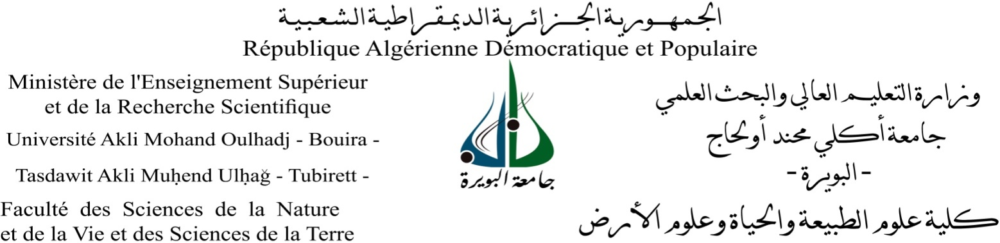 الجمهورية الجزائرية الديمقراطية الشعبية
République Algérienne Démocratique et Populaire
Ministère de l'Enseignement Supérieur
et de la Recherche Scientifique
Université Akli Mohand Oulhadj - Bouira -
Tasdawit Akli Muḥend Ulḥağ - Tubirett -
Faculté des Sciences de la Nature
et de la Vie et des Sciences de la Terre
جامعة البويرة
وزارة التعليم العالي والبحث العلمي
جامعة أكلي محند أولحاج
- البويرة -
كلية علوم الطبيعة والحياة وعلوم الأرض